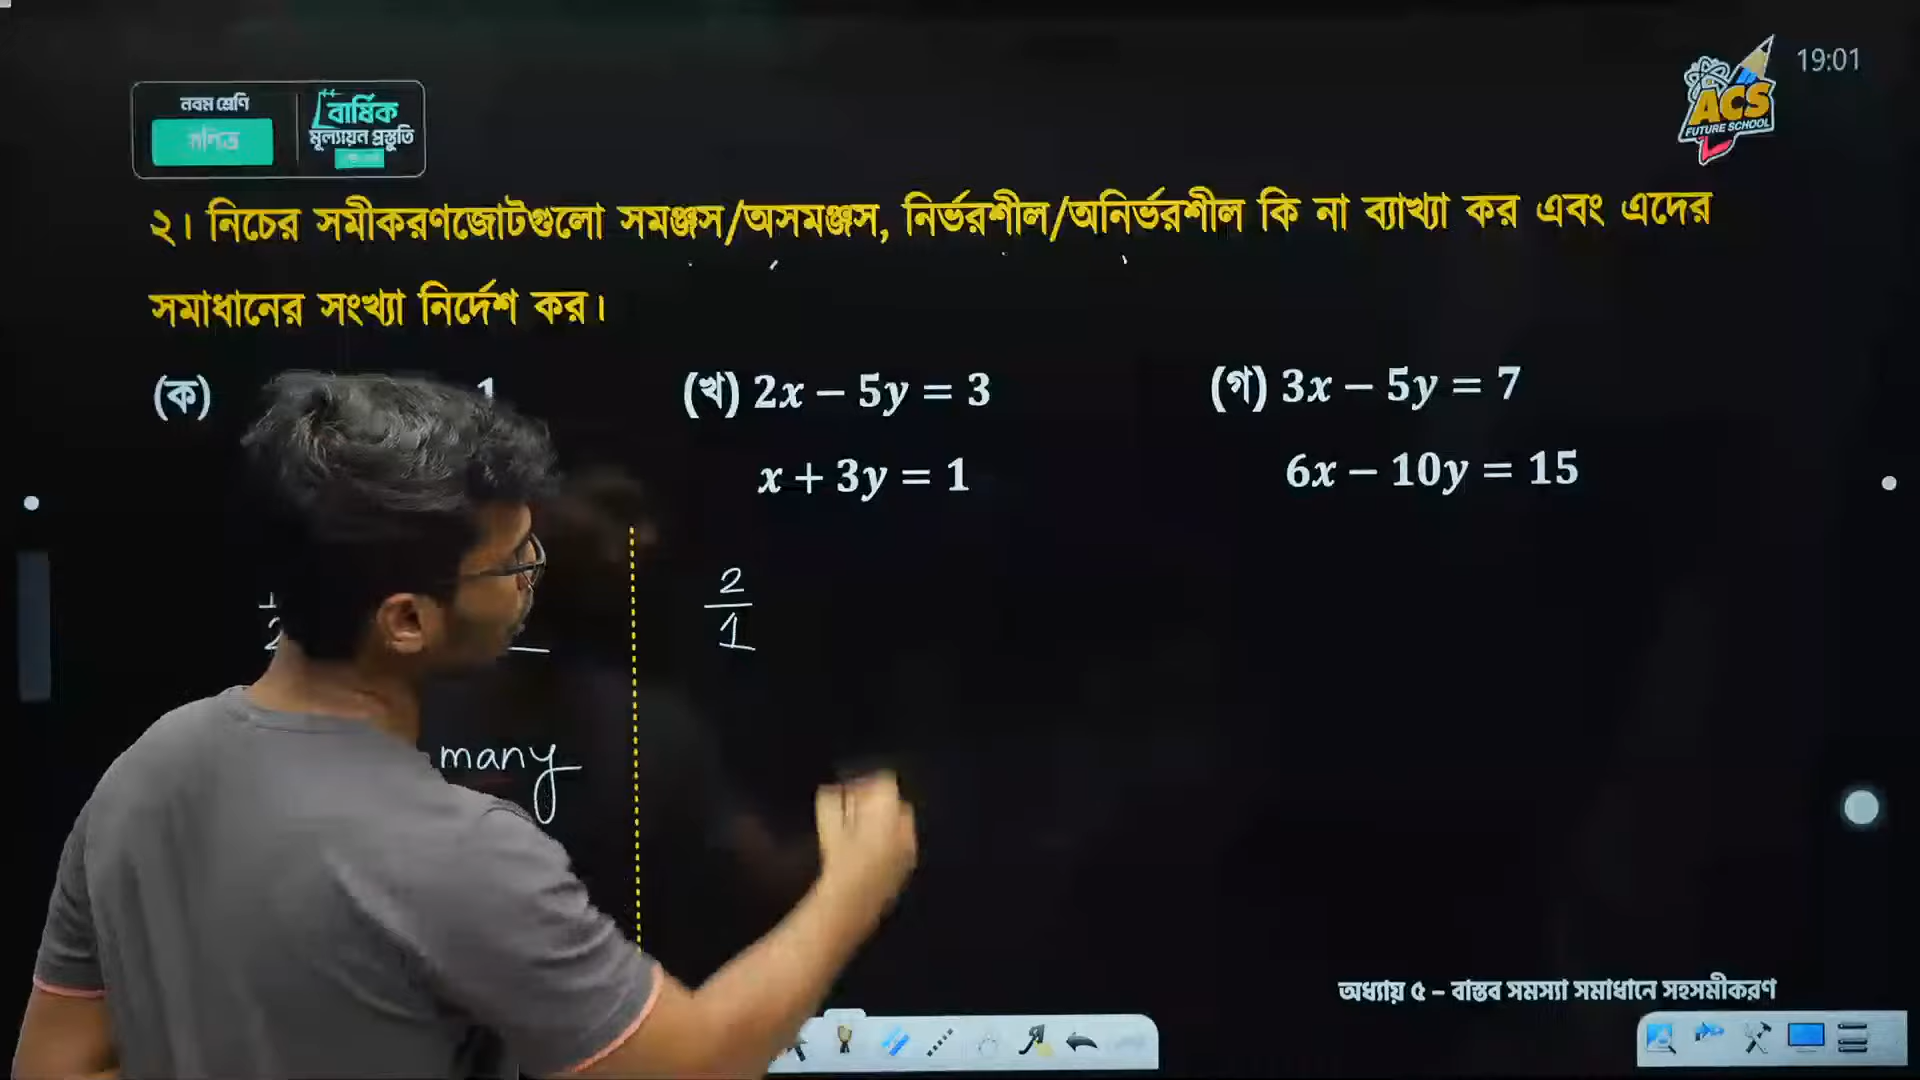 নবম শ্রেণি
গণিত
বার্ষিক
মূল্যায়ন প্রস্তুতি
ACS
FUTURE SCHOOL
19:01
২। নিচের সমীকরণজোটগুলো সমঞ্জস/অসমঞ্জস, নির্ভরশীল/অনির্ভরশীল কি না ব্যাখ্যা কর এবং এদের
সমাধানের সংখ্যা নির্দেশ কর।
(ক) 1
(খ) 2x − 5y = 3
x + 3y = 1
(গ) 3x − 5y = 7
6x − 10y = 15
2
1
many
অধ্যায় ৫ – বাস্তব সমস্যা সমাধানে সহসমীকরণ